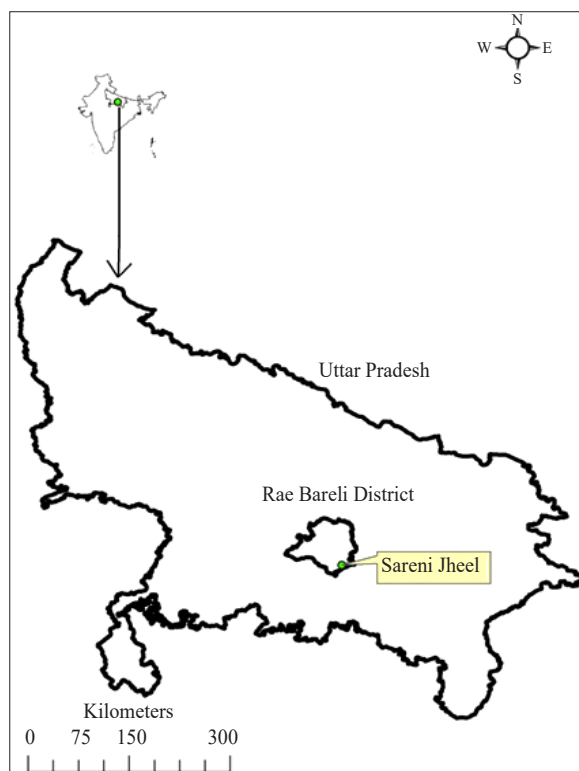 N
W E
S
Uttar Pradesh
Rae Bareli District
Sareni Jheel
Kilometers
0 75 150 300